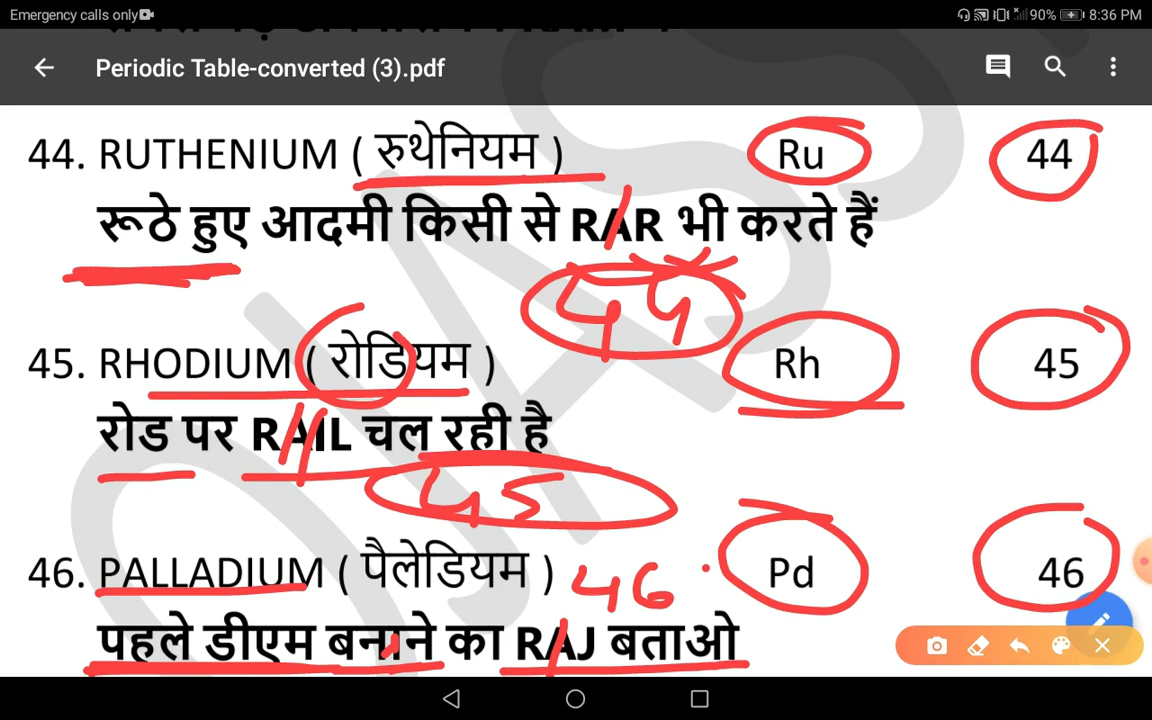 Emergency calls only
90% 8:36 PM
Periodic Table-converted (3).pdf
44. RUTHENIUM ( रुथेनियम ) Ru 44
रूठे हुए आदमी किसी से RAR भी करते हैं
44
45. RHODIUM ( रोडियम ) Rh 45
रोड पर RAIL चल रही है
45
46. PALLADIUM ( पैलेडियम ) 46 Pd 46
पहले डीएम बनाने का RAJ बताओ